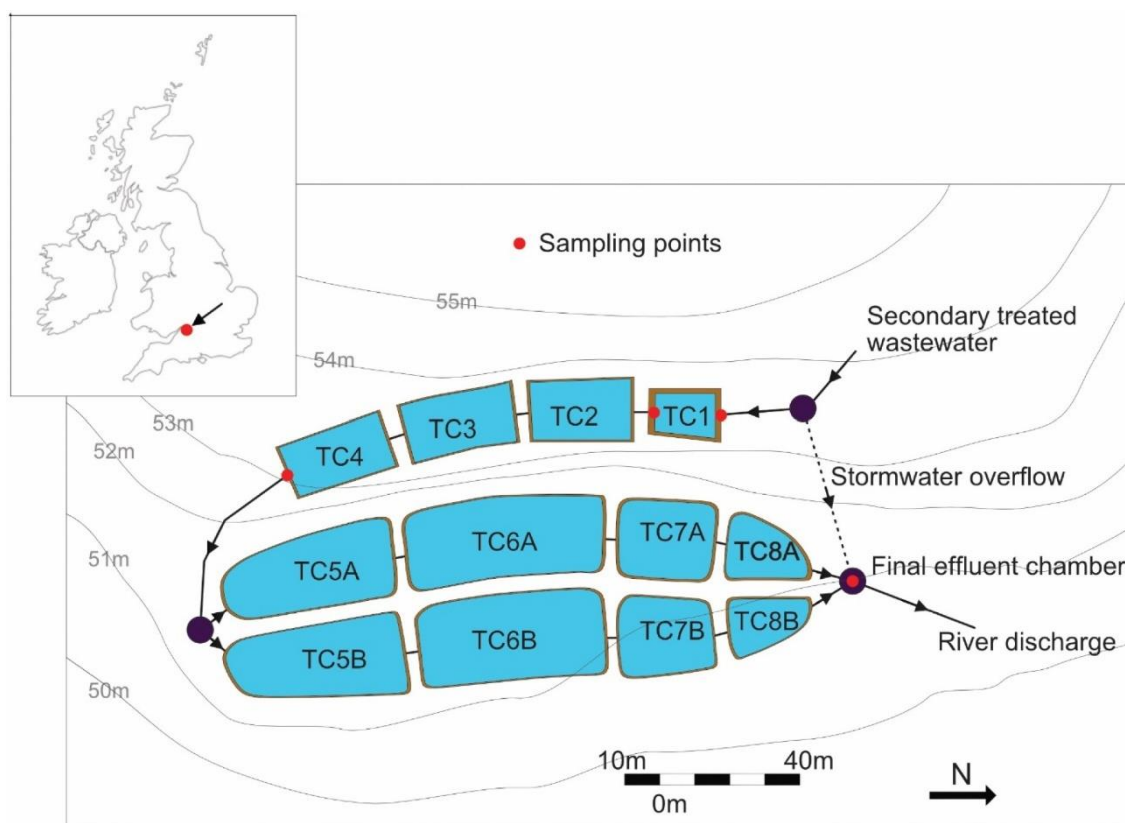 Sampling points
55m
Secondary treated
wastewater
54m
53m
52m
TC4
TC3
TC2
TC1
Stormwater overflow
51m
TC5A
TC6A
TC7A
TC8A
Final effluent chamber
TC5B
TC6B
TC7B
TC8B
River discharge
50m
10m
40m
0m
N